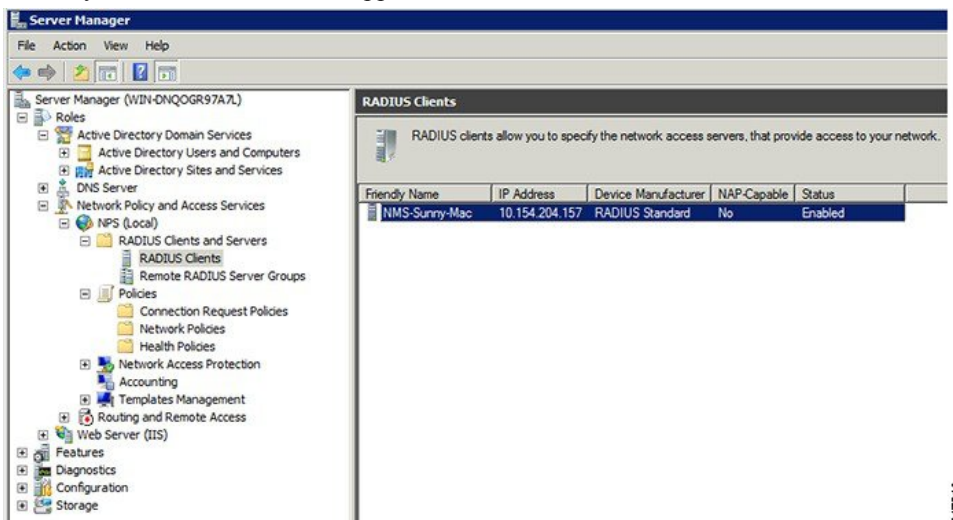 Server Manager
File Action View Help
Server Manager (WIN-DNQOGR97A7L)
Roles
Active Directory Domain Services
Active Directory Users and Computers
Active Directory Sites and Services
DNS Server
Network Policy and Access Services
NPS (Local)
RADIUS Clients and Servers
RADIUS Clients
Remote RADIUS Server Groups
Policies
Connection Request Policies
Network Policies
Health Policies
Network Access Protection
Accounting
Templates Management
Routing and Remote Access
Web Server (IIS)
Features
Diagnostics
Configuration
Storage
RADIUS Clients
RADIUS clients allow you to specify the network access servers, that provide access to your network.
Friendly Name IP Address Device Manufacturer NAP-Capable Status
NMS-Sunny-Mac 10.154.204.157 RADIUS Standard No Enabled